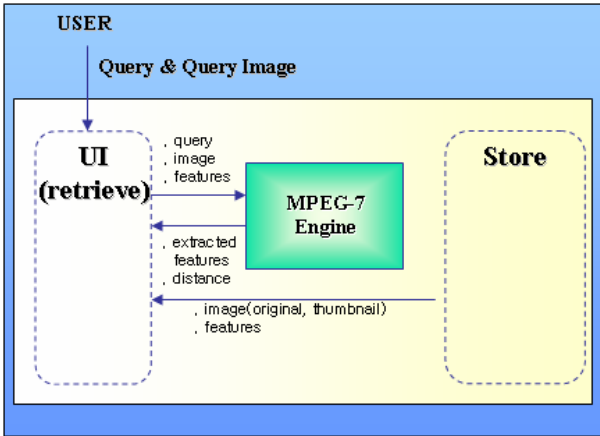 USER
Query & Query Image
UI
(retrieve)
, query
, image
, features
MPEG-7
Engine
, extracted
features
, distance
Store
, image(original, thumbnail)
, features